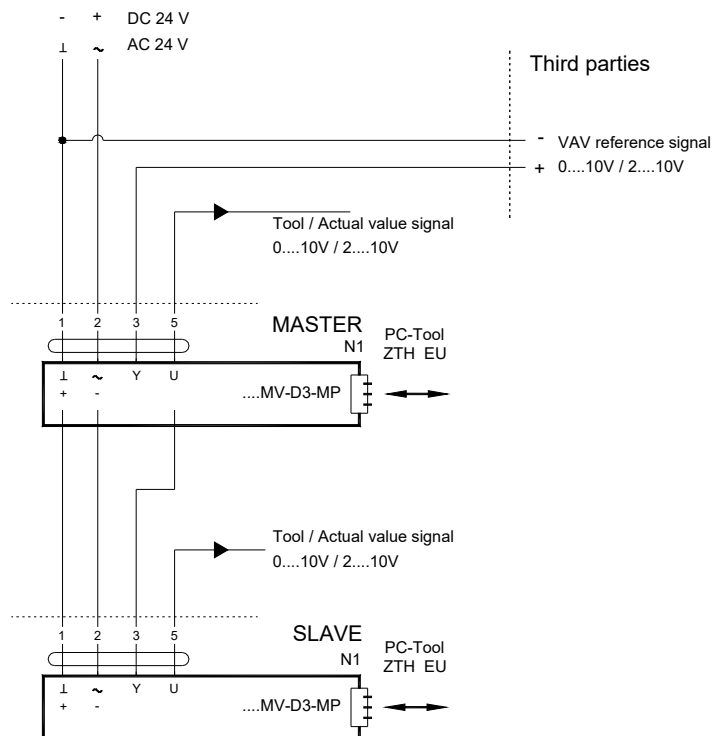 - + DC 24 V
⊥ ~ AC 24 V
Third parties
- VAV reference signal
+ 0....10V / 2....10V
Tool / Actual value signal
0....10V / 2....10V
1 2 3 5
MASTER
N1
PC-Tool
ZTH EU
⊥ ~ Y U
+ -
....MV-D3-MP
Tool / Actual value signal
0....10V / 2....10V
1 2 3 5
SLAVE
N1
PC-Tool
ZTH EU
⊥ ~ Y U
+ -
....MV-D3-MP